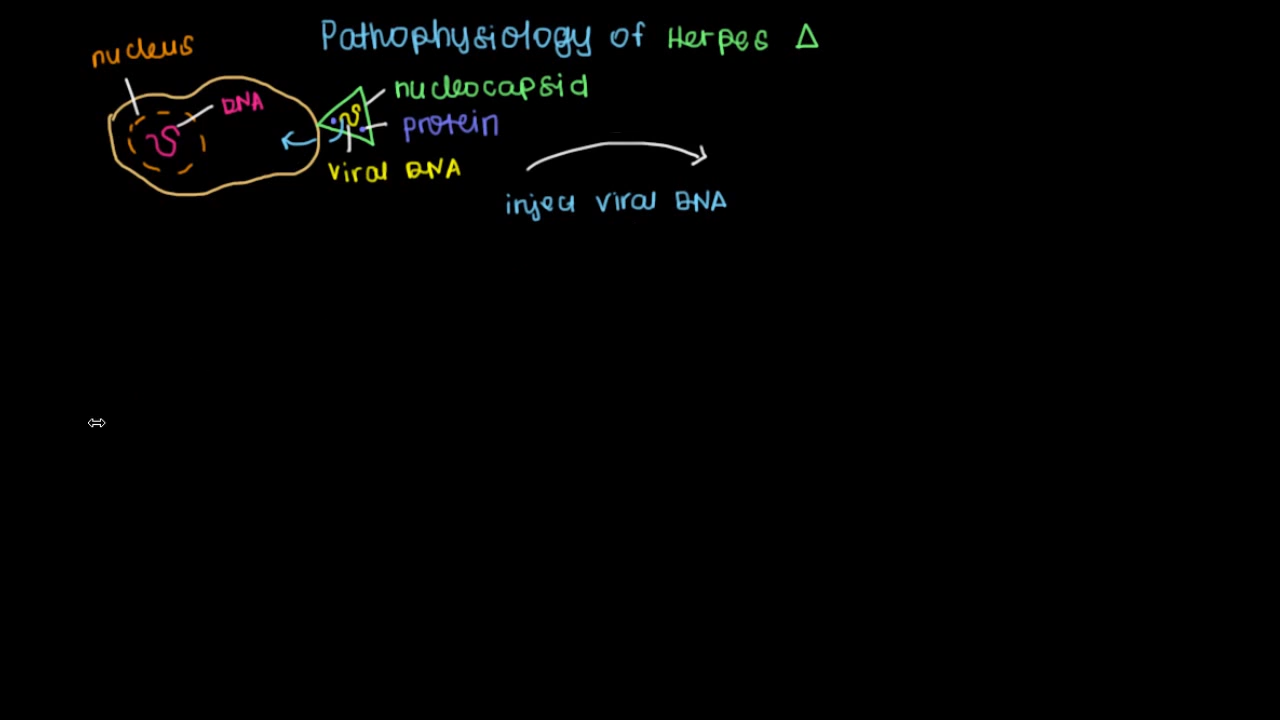 Pathophysiology of Herpes Δ
nucleus
nucleocapsid
DNA
protein
viral DNA
inject viral DNA